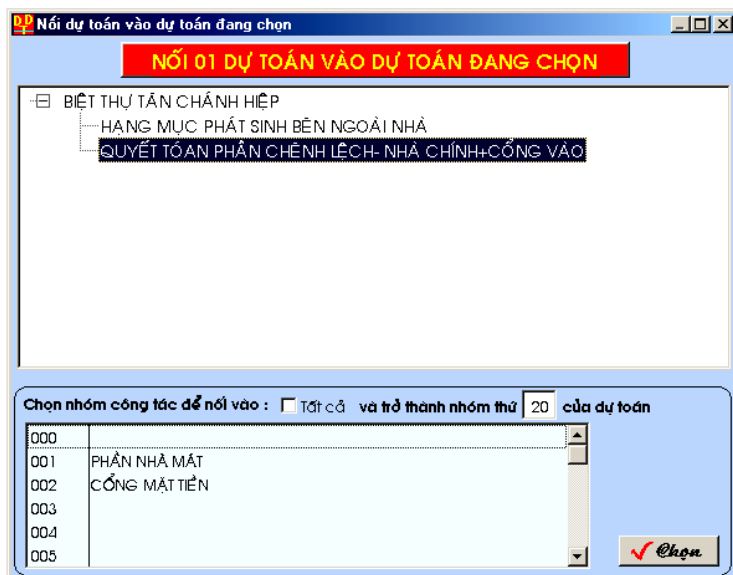 Nối dự toán vào dự toán đang chọn
NỐI 01 DỰ TOÁN VÀO DỰ TOÁN ĐANG CHỌN
BIỆT THỰ TÂN CHÁNH HIỆP
HẠNG MỤC PHÁT SINH BÊN NGOÀI NHÀ
QUYẾT TÓAN PHẦN CHÊNH LỆCH- NHÀ CHÍNH+CỔNG VÀO
Chọn nhóm công tác để nối vào : Tất cả và trở thành nhóm thứ 20 của dự toán
000
001 PHẦN NHÀ MÁT
002 CỔNG MẶT TIỀN
003
004
005
Chọn